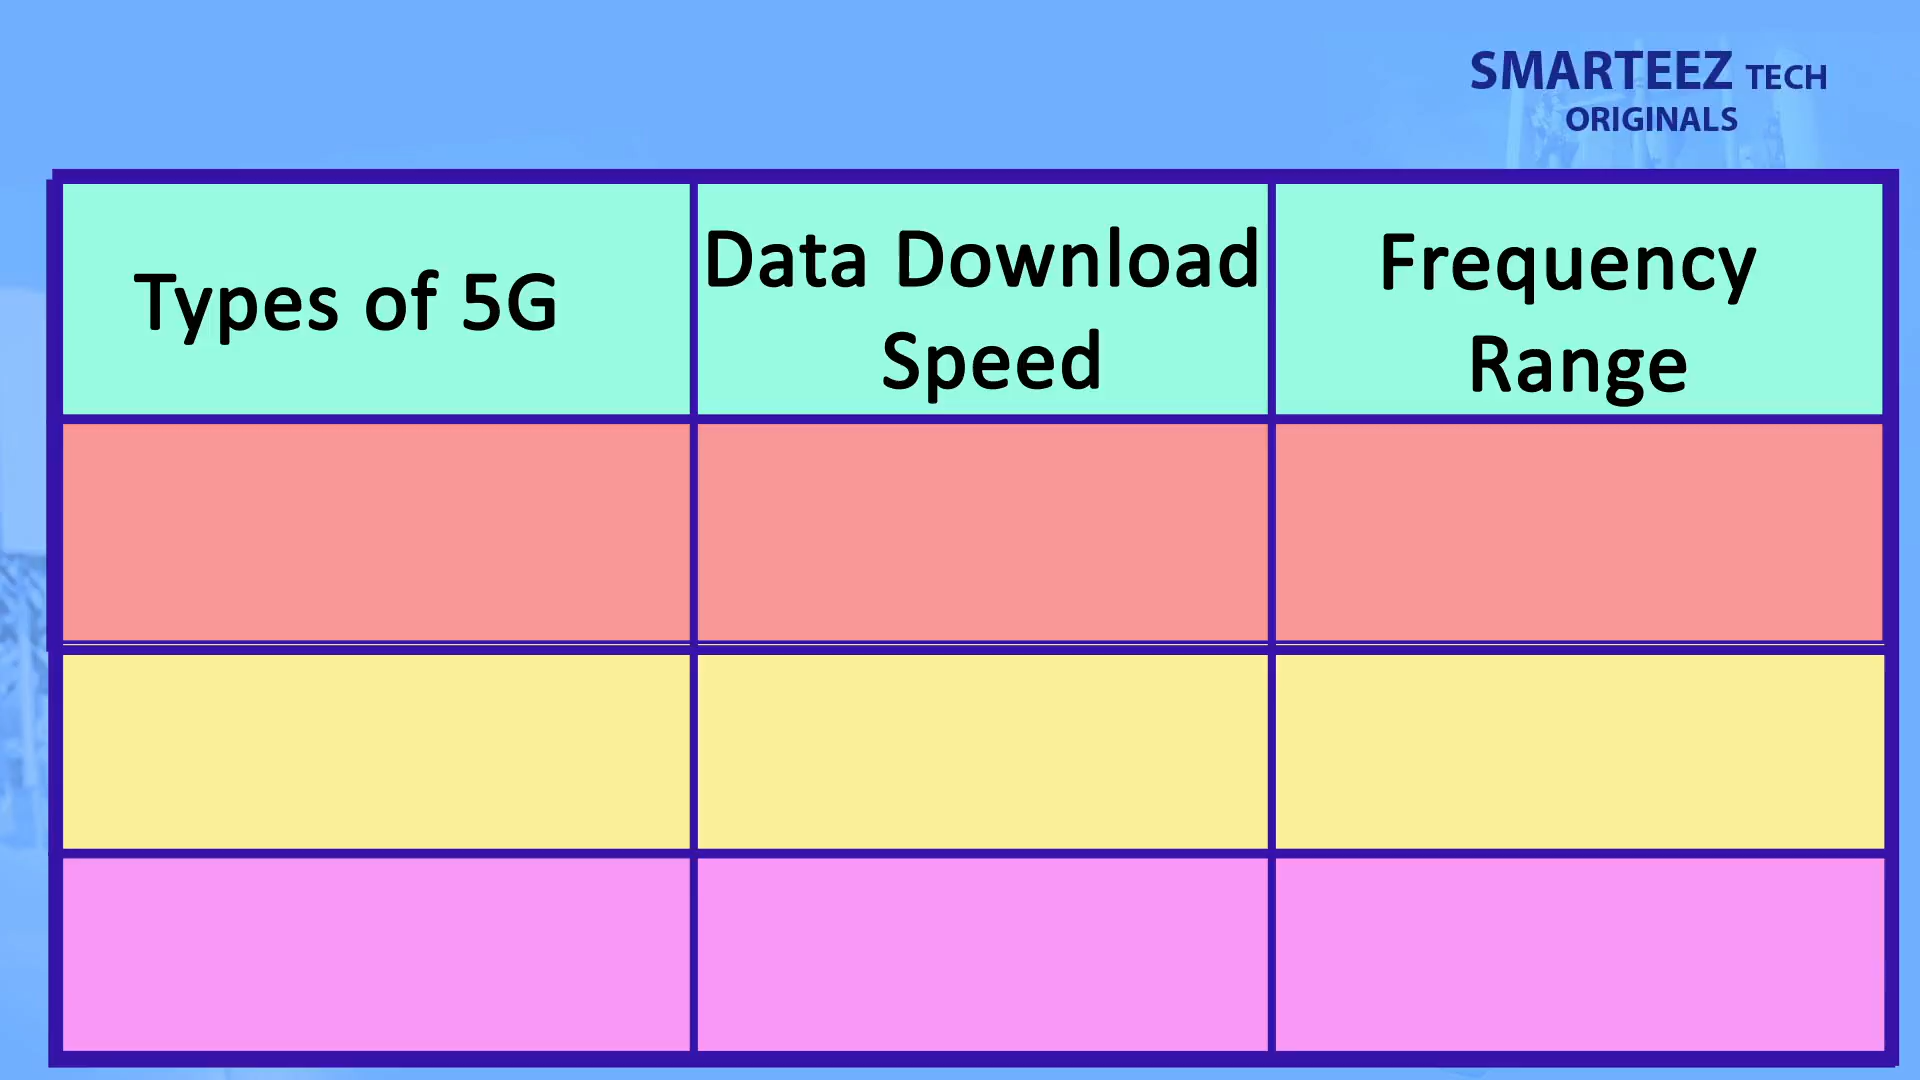 SMARTEEZ TECH
ORIGINALS
Types of 5G
Data Download
Speed
Frequency
Range